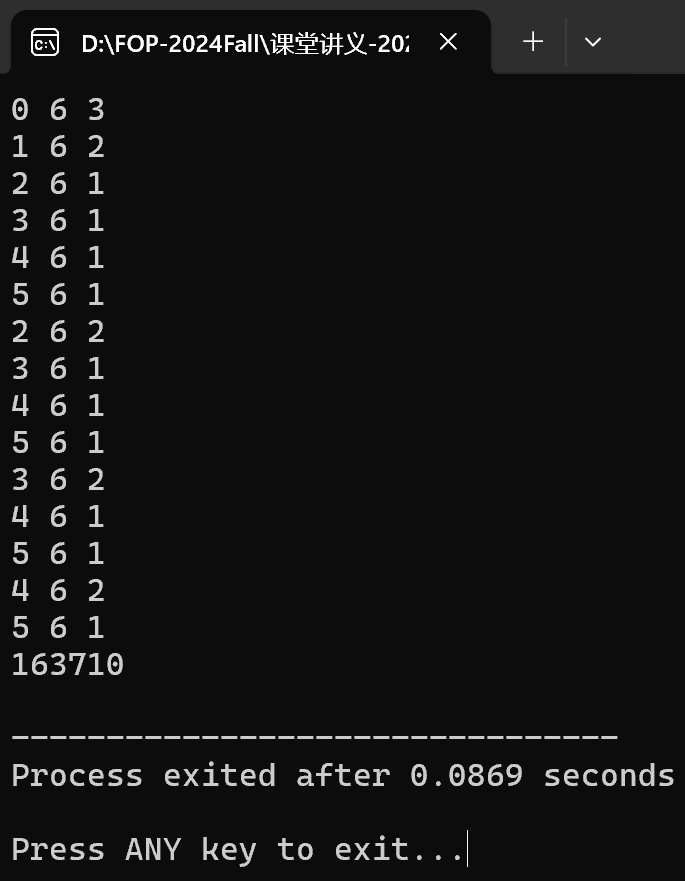 D:\FOP-2024Fall\课堂讲义-202
0 6 3
1 6 2
2 6 1
3 6 1
4 6 1
5 6 1
2 6 2
3 6 1
4 6 1
5 6 1
3 6 2
4 6 1
5 6 1
4 6 2
5 6 1
163710
--------------------------------
Process exited after 0.0869 seconds
Press ANY key to exit...